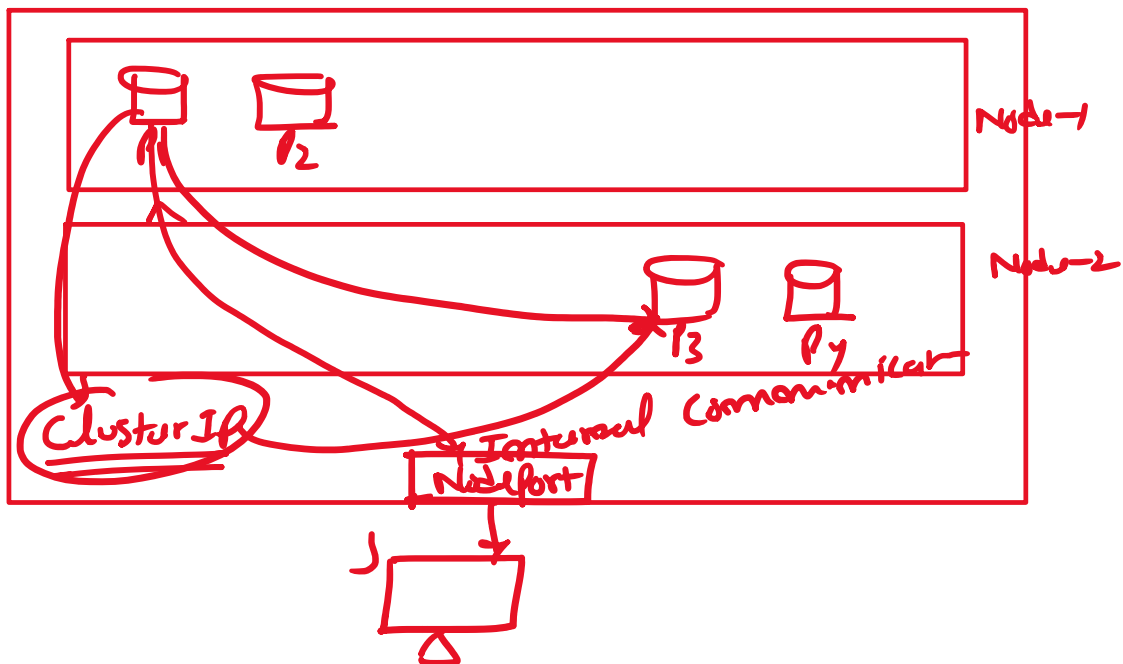 Node-1
P1
P2
Node-2
P3
P4
ClusterIP
Internal Communication
NodePort